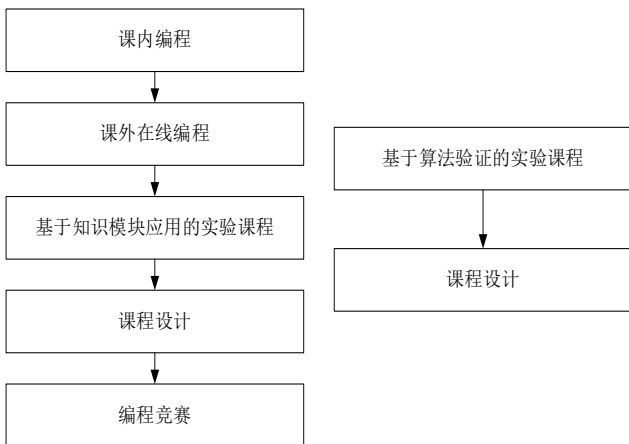 课内编程
课外在线编程
基于知识模块应用的实验课程
课程设计
编程竞赛
基于算法验证的实验课程
课程设计